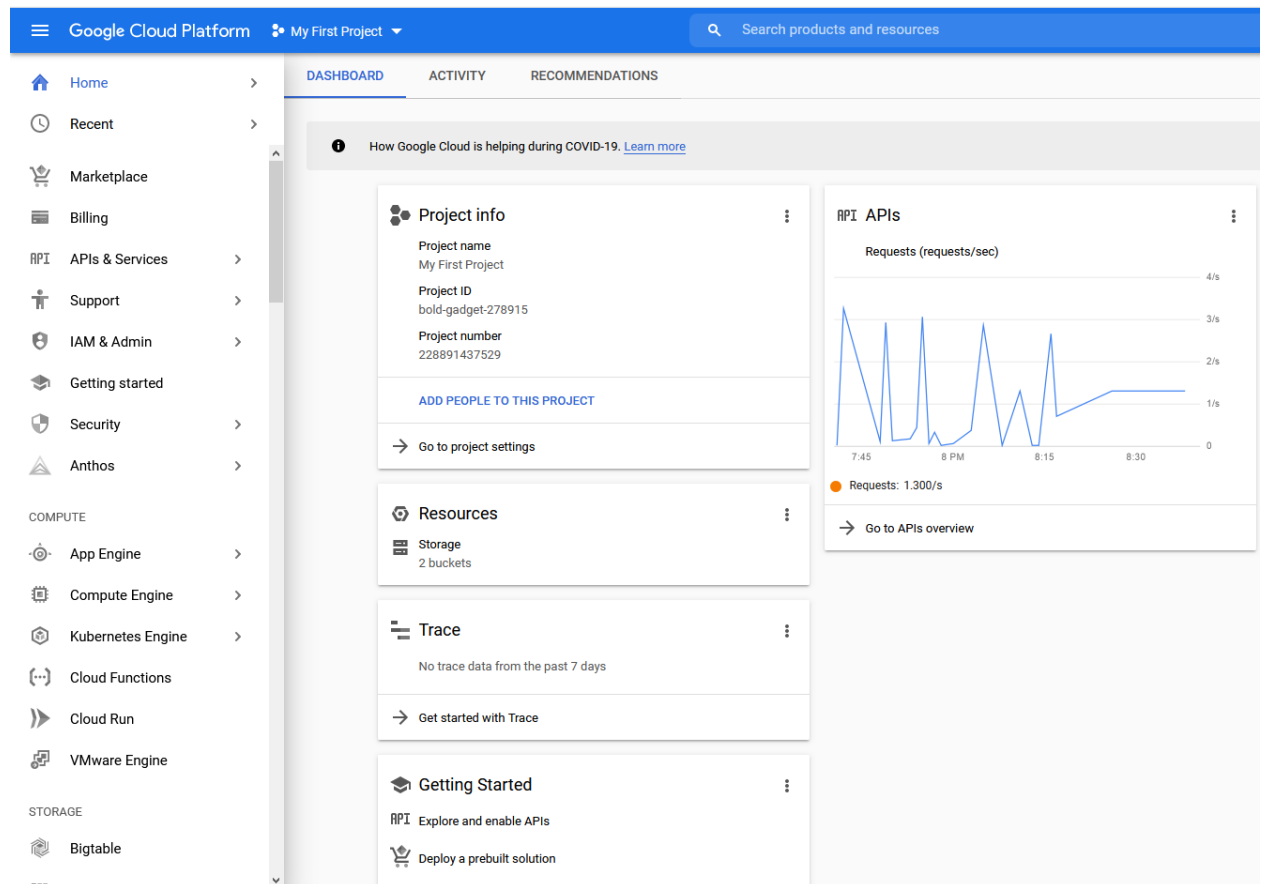 Google Cloud Platform
My First Project
Search products and resources
Home
Recent
Marketplace
Billing
API APIs & Services
Support
IAM & Admin
Getting started
Security
Anthos
COMPUTE
App Engine
Compute Engine
Kubernetes Engine
Cloud Functions
Cloud Run
VMware Engine
STORAGE
Bigtable
DASHBOARD ACTIVITY RECOMMENDATIONS
How Google Cloud is helping during COVID-19. Learn more
Project info
Project name
My First Project
Project ID
bold-gadget-278915
Project number
228891437529
ADD PEOPLE TO THIS PROJECT
Go to project settings
Resources
Storage
2 buckets
Trace
No trace data from the past 7 days
Get started with Trace
Getting Started
API Explore and enable APIs
Deploy a prebuilt solution
API APIs
Requests (requests/sec)
4/s
3/s
2/s
1/s
0
7:45 8 PM 8:15 8:30
Requests: 1.300/s
Go to APIs overview